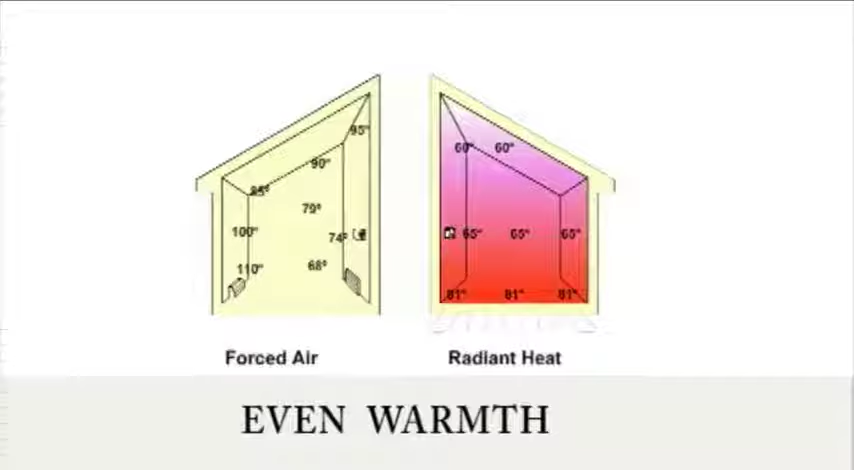 95°
90°
85°
79°
100°
74°
110°
68°
60° 60°
65° 65° 65°
81° 81° 81°
Forced Air
Radiant Heat
EVEN WARMTH